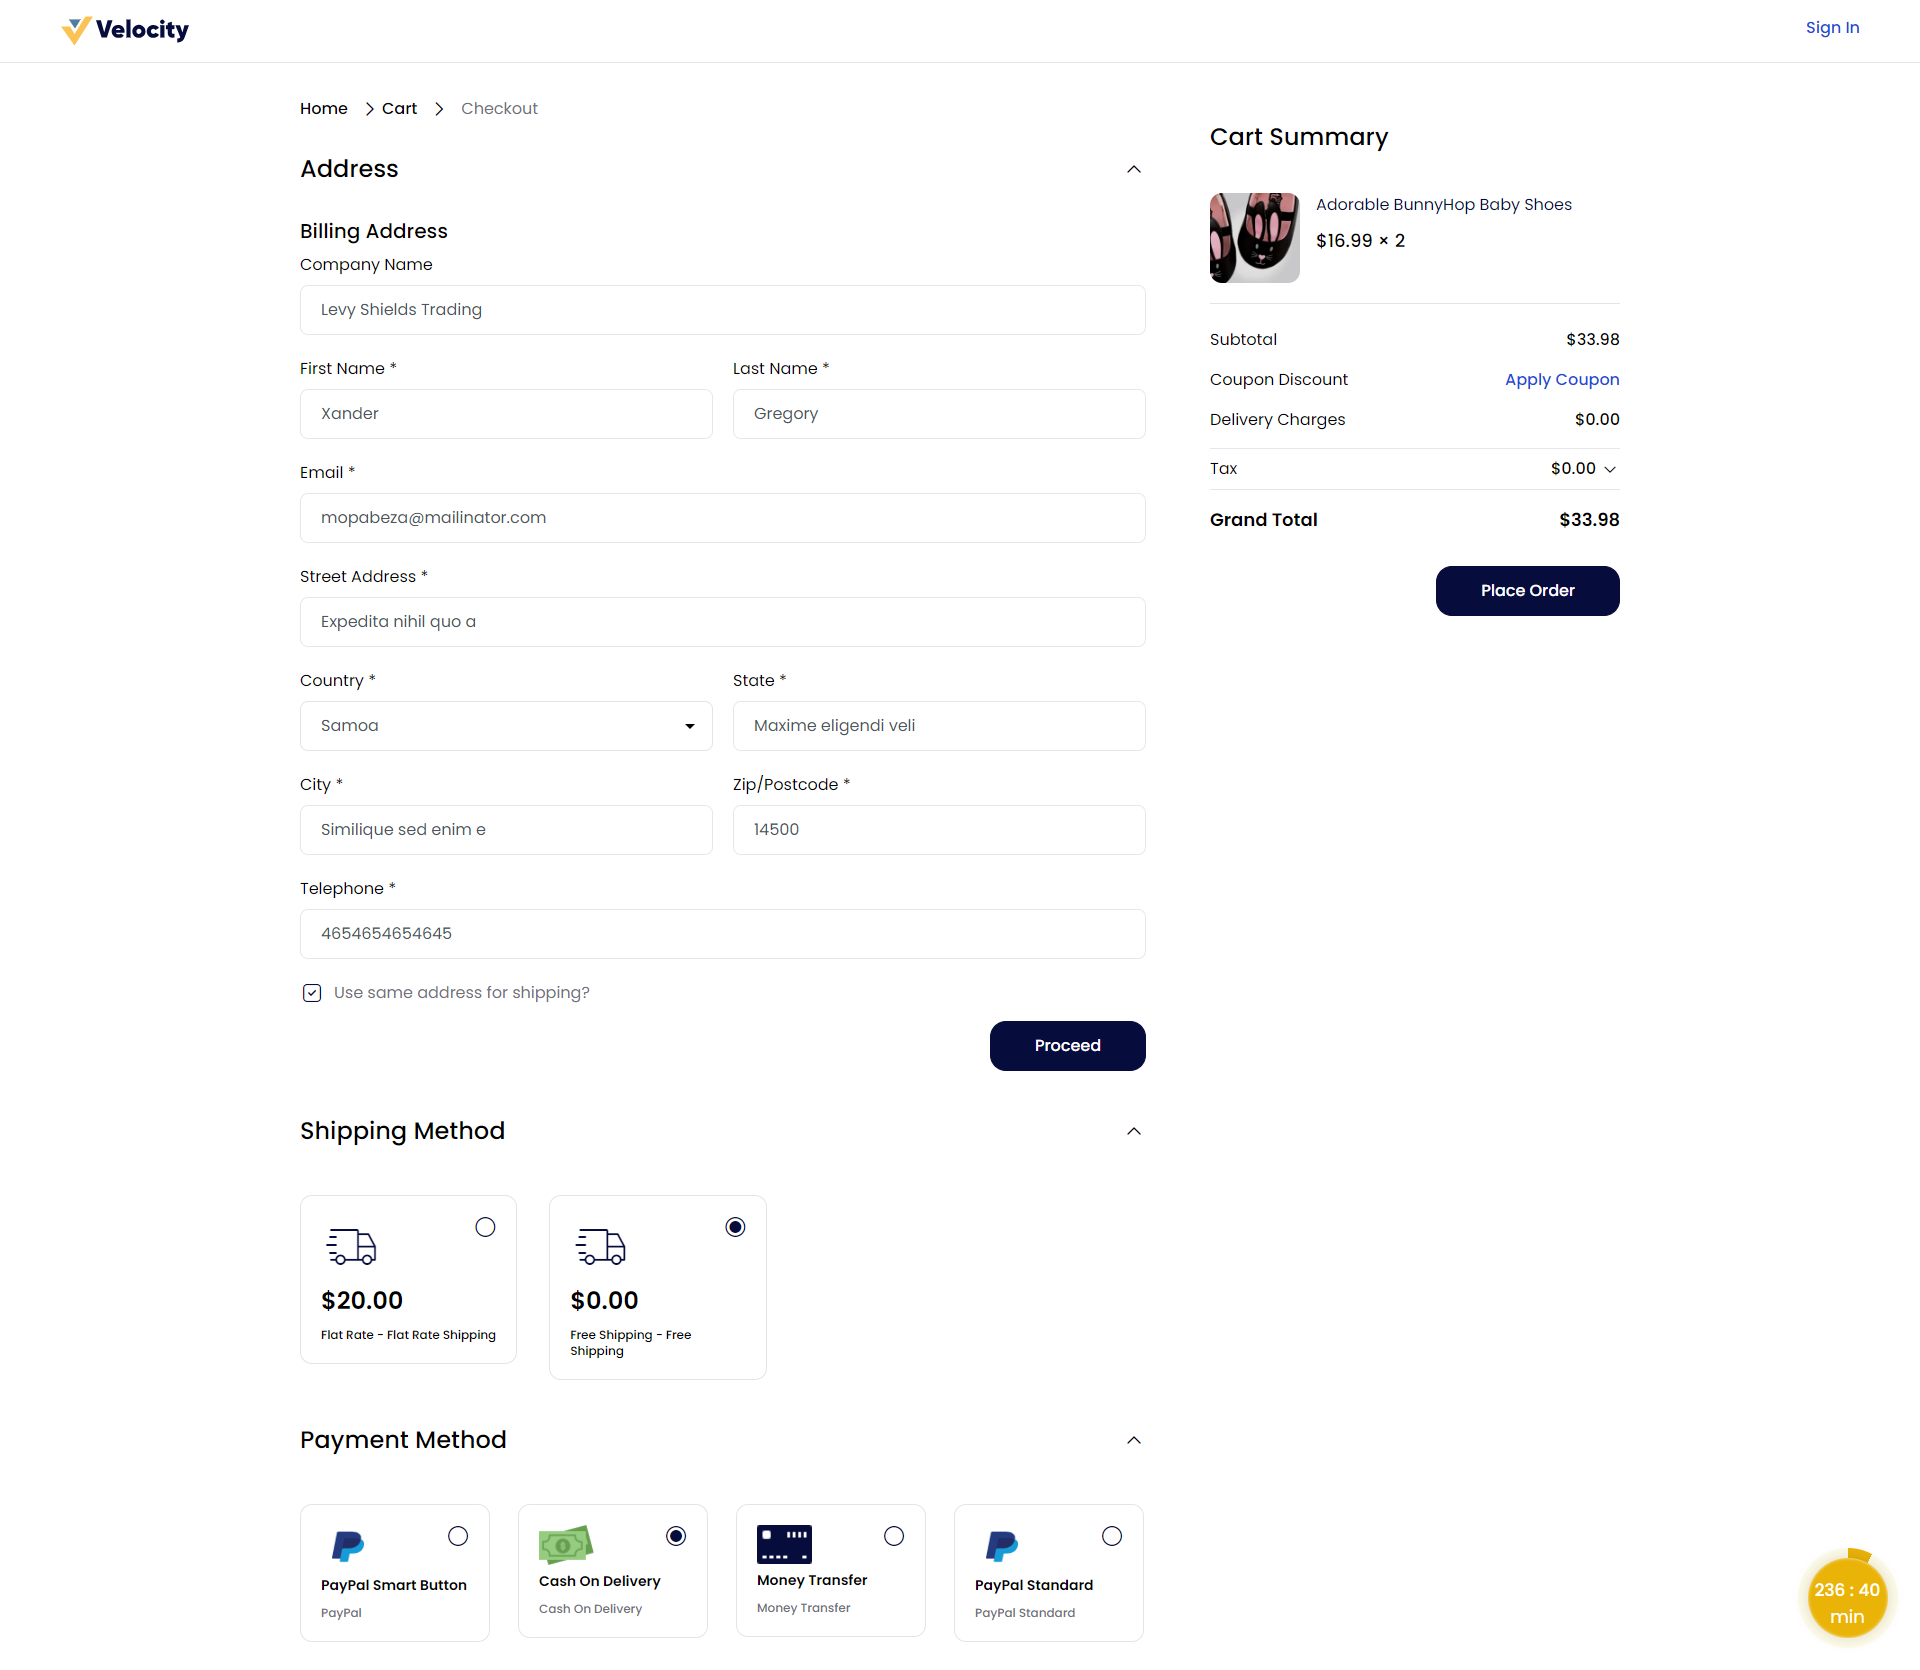 Velocity
Sign In
Home
Cart
Checkout
Address
Billing Address
Company Name
Levy Shields Trading
First Name *
Last Name *
Xander
Gregory
Email *
mopabeza@mailinator.com
Street Address *
Expedita nihil quo a
Country *
State *
Samoa
Maxime eligendi veli
City *
Zip/Postcode *
Similique sed enim e
14500
Telephone *
4654654654645
Use same address for shipping?
Proceed
Shipping Method
$20.00
Flat Rate - Flat Rate Shipping
$0.00
Free Shipping - Free
Shipping
Payment Method
PayPal Smart Button
PayPal
Cash On Delivery
Cash On Delivery
Money Transfer
Money Transfer
PayPal Standard
PayPal Standard
Cart Summary
Adorable BunnyHop Baby Shoes
$16.99 × 2
Subtotal
$33.98
Coupon Discount
Apply Coupon
Delivery Charges
$0.00
Tax
$0.00
Grand Total
$33.98
Place Order
236 : 40
min